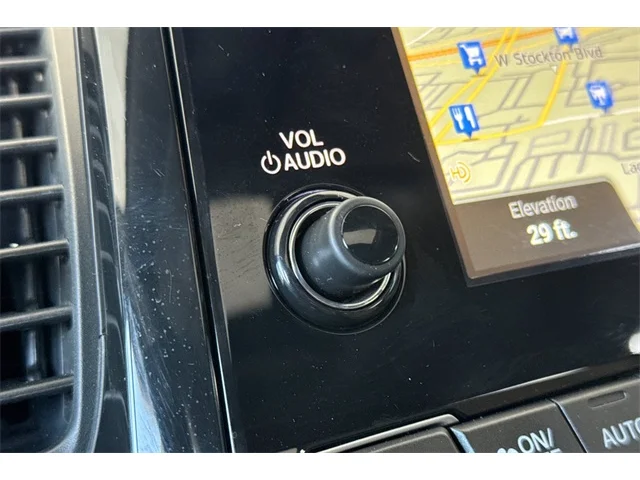 W Stockton Blvd
VOL
AUDIO
Elevation
29 ft.
ON/
AUTO